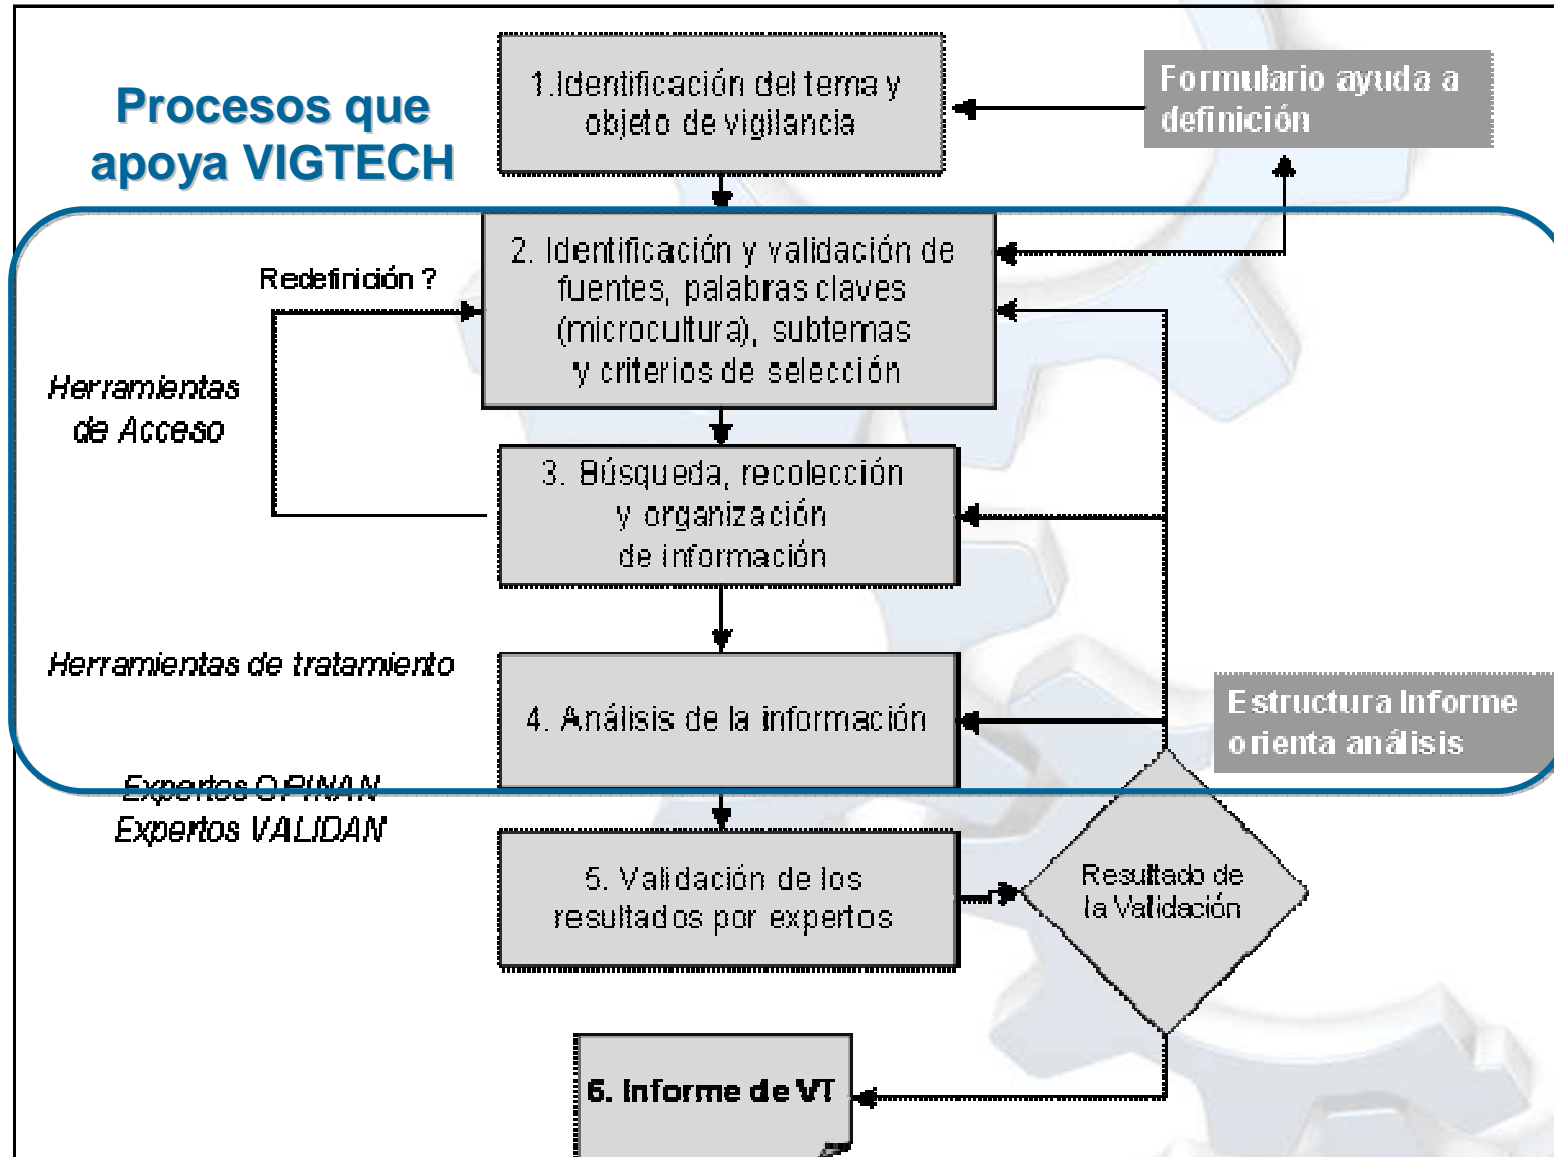 Procesos que
apoya VIGTECH
1.Identificación del tema y
objeto de vigilancia
Formulario ayuda a
definición
2. Identificación y validación de
fuentes, palabras claves
(microcultura), subtemas
y criterios de selección
Redefinición ?
Herramientas
de Acceso
3. Búsqueda, recolección
y organización
de información
Herramientas de tratamiento
4. Análisis de la información
Estructura Informe
orienta análisis
Expertos OPINAN
Expertos VALIDAN
5. Validación de los
resultados por expertos
Resultado de
la Validación
6. Informe de VT